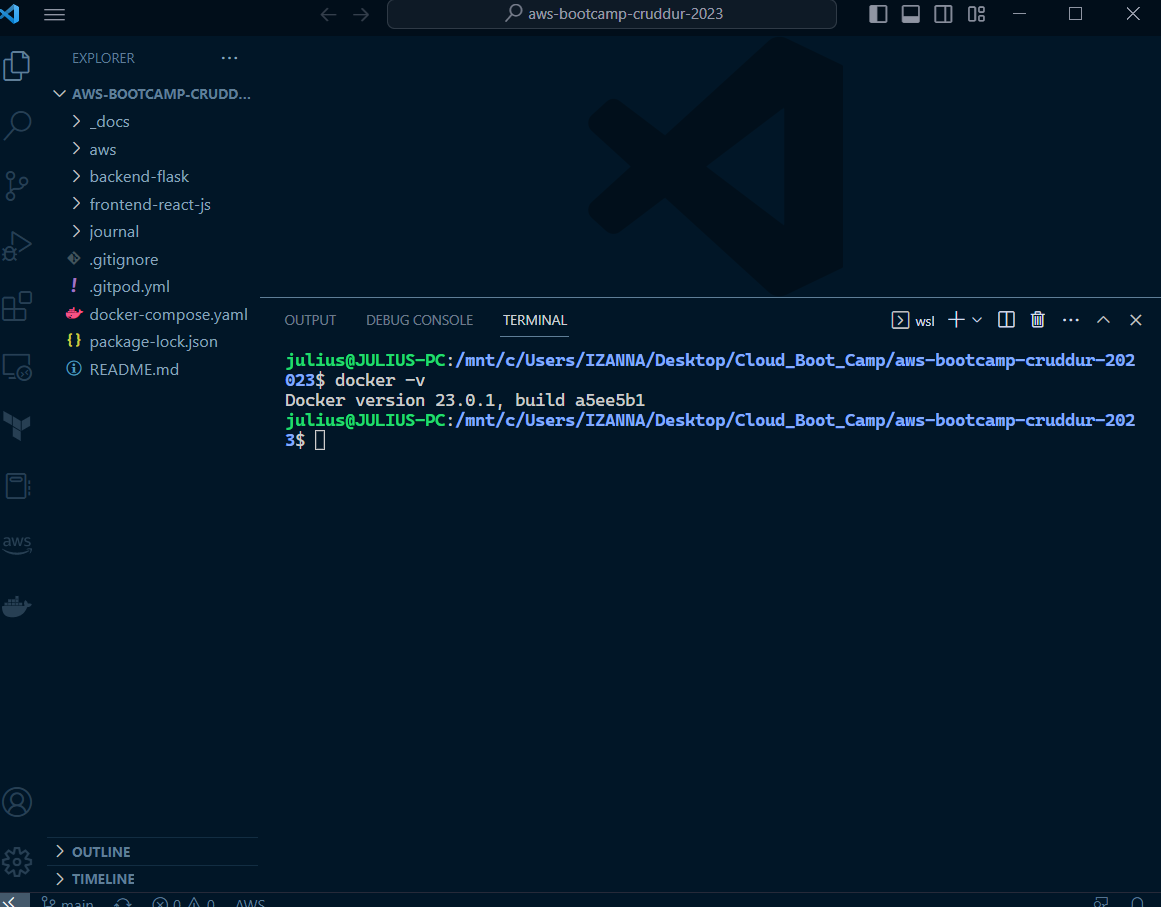 aws-bootcamp-cruddur-2023
EXPLORER
AWS-BOOTCAMP-CRUDD...
_docs
aws
backend-flask
frontend-react-js
journal
.gitignore
.gitpod.yml
docker-compose.yaml
package-lock.json
README.md
OUTPUT DEBUG CONSOLE TERMINAL
wsl
julius@JULIUS-PC:/mnt/c/Users/IZANNA/Desktop/Cloud_Boot_Camp/aws-bootcamp-cruddur-202
023$ docker -v
Docker version 23.0.1, build a5ee5b1
julius@JULIUS-PC:/mnt/c/Users/IZANNA/Desktop/Cloud_Boot_Camp/aws-bootcamp-cruddur-202
3$
aws
OUTLINE
TIMELINE
main 0 0 AWS